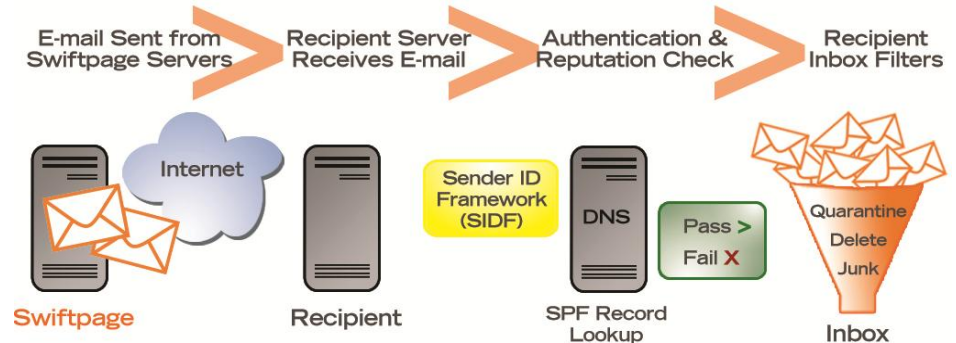 E-mail Sent from
Swiftpage Servers
Recipient Server
Receives E-mail
Authentication &
Reputation Check
Recipient
Inbox Filters
Internet
Sender ID
Framework
(SIDF)
DNS
Pass >
Fail X
Quarantine
Delete
Junk
Swiftpage
Recipient
SPF Record
Lookup
Inbox